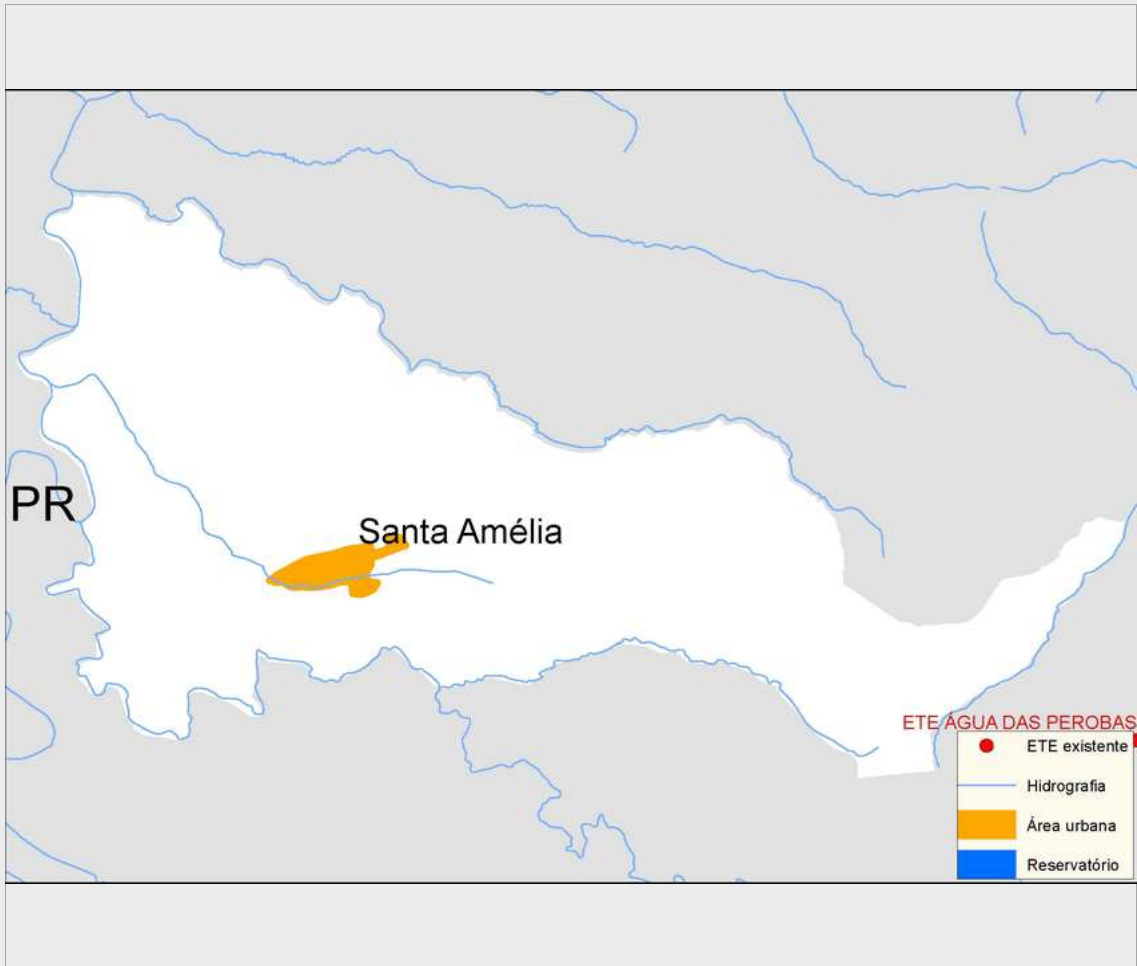 PR
Santa Amélia
ETE ÁGUA DAS PEROBAS
ETE existente
Hidrografia
Área urbana
Reservatório